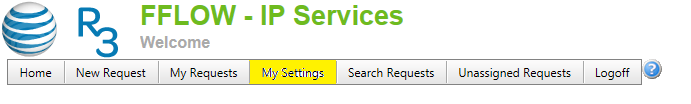 R3
FFLOW - IP Services
Welcome
Home New Request My Requests My Settings Search Requests Unassigned Requests Logoff ?